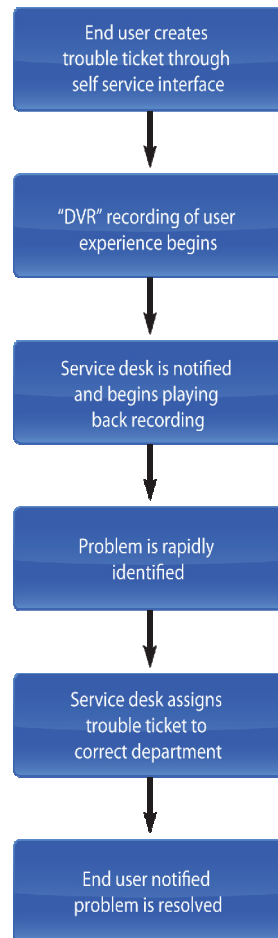 End user creates
trouble ticket through
self service interface
“DVR” recording of user
experience begins
Service desk is notified
and begins playing
back recording
Problem is rapidly
identified
Service desk assigns
trouble ticket to
correct department
End user notified
problem is resolved